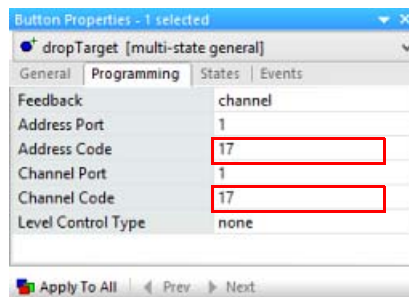 Button Properties - 1 selected
dropTarget [multi-state general]
General Programming States Events
Feedback channel
Address Port 1
Address Code 17
Channel Port 1
Channel Code 17
Level Control Type none
Apply To All Prev Next